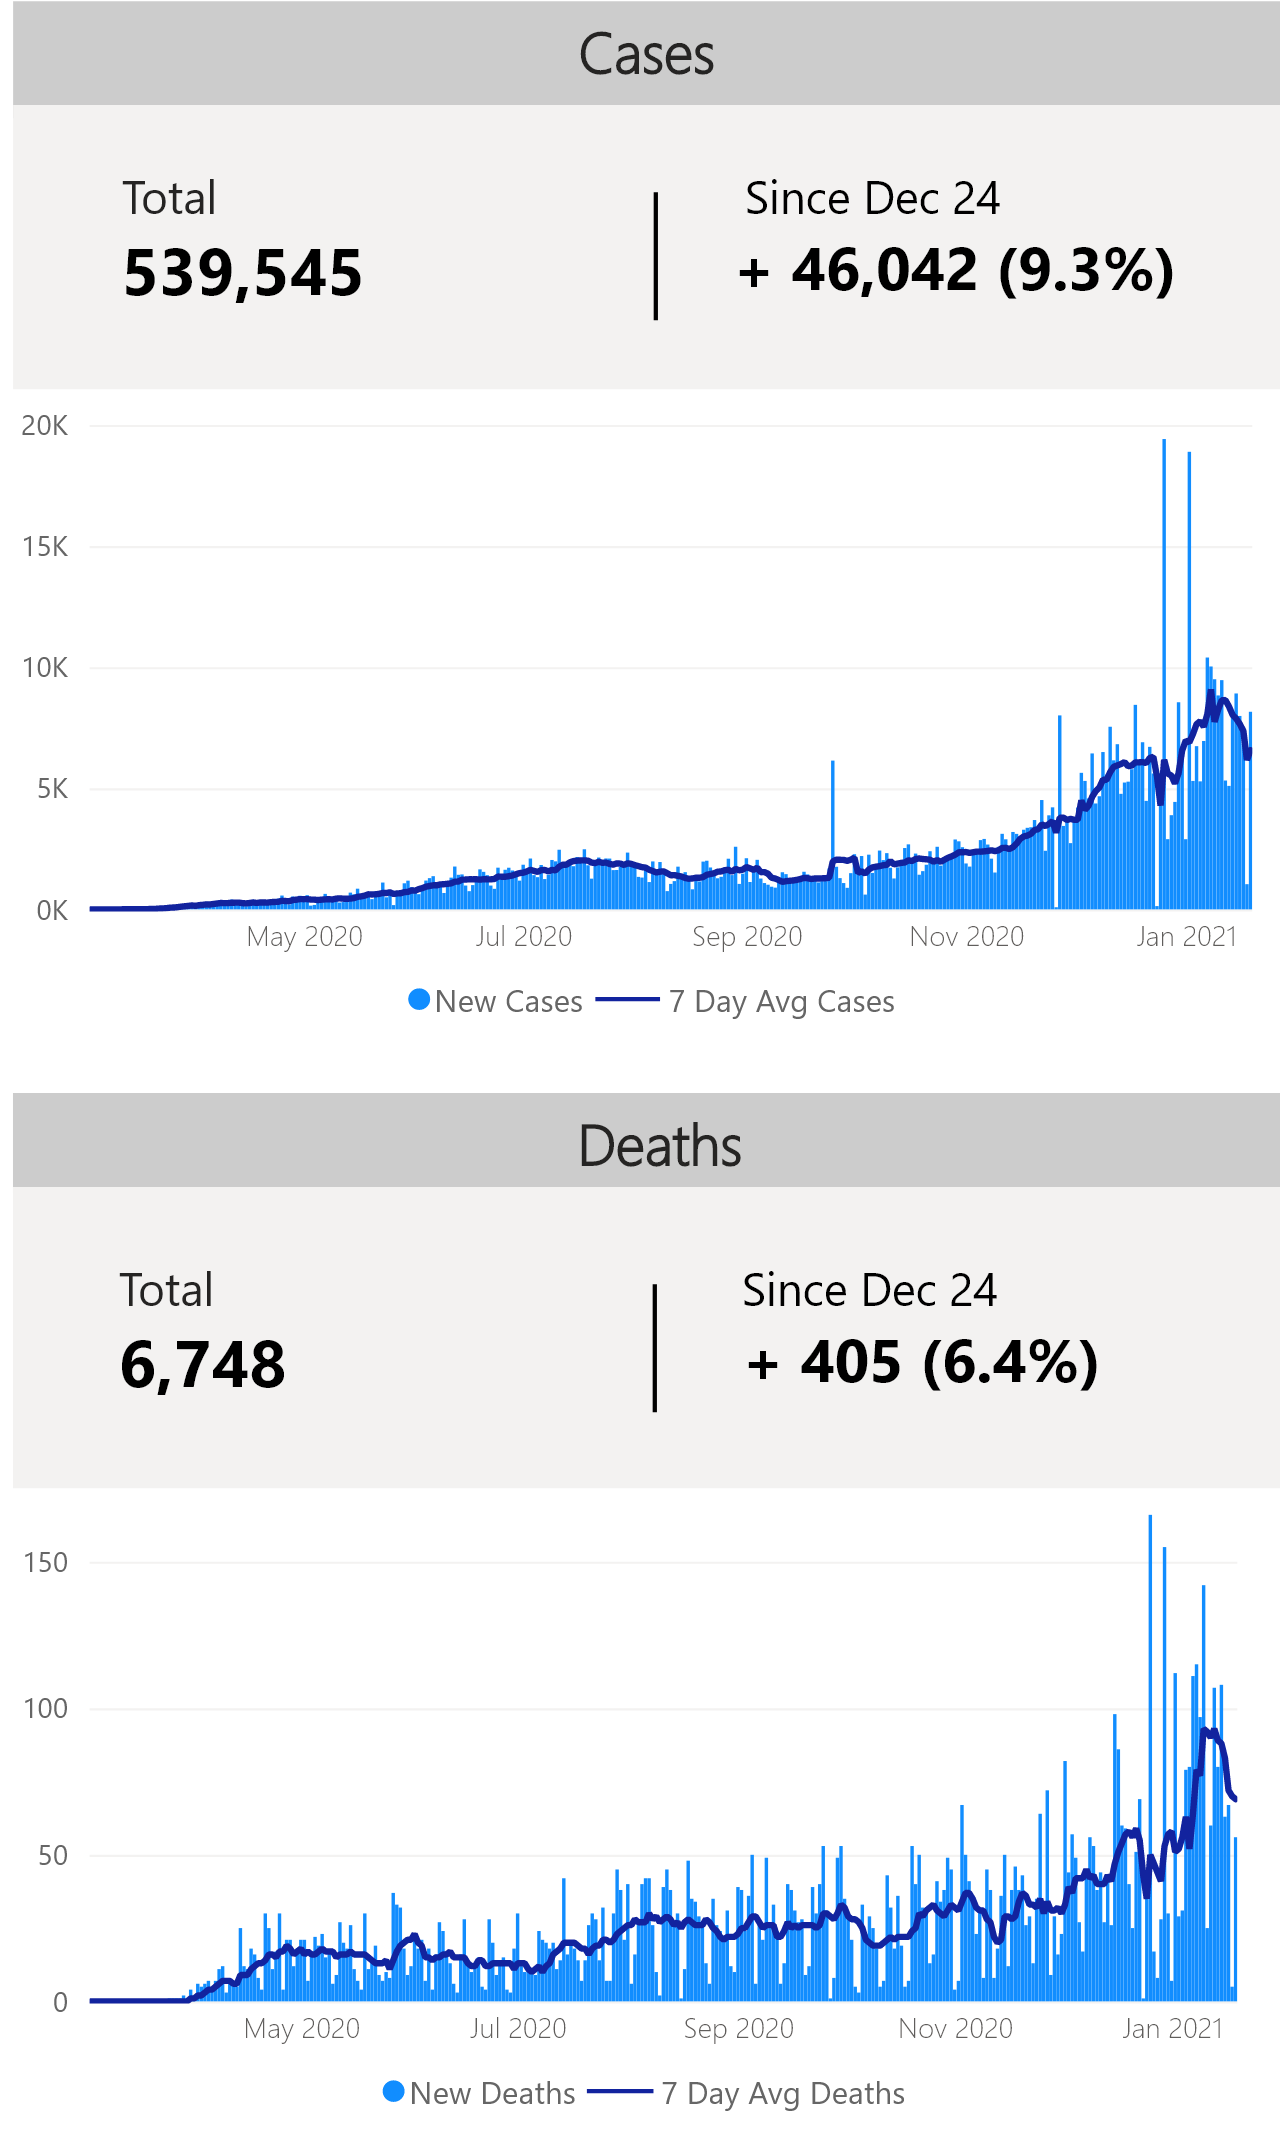 Cases
Total
Since Dec 24
539,545
+ 46,042 (9.3%)
20K
15K
10K
5K
0K
May 2020
Jul 2020
Sep 2020
Nov 2020
Jan 2021
New Cases
7 Day Avg Cases
Deaths
Total
Since Dec 24
6,748
+ 405 (6.4%)
150
100
50
0
May 2020
Jul 2020
Sep 2020
Nov 2020
Jan 2021
New Deaths
7 Day Avg Deaths